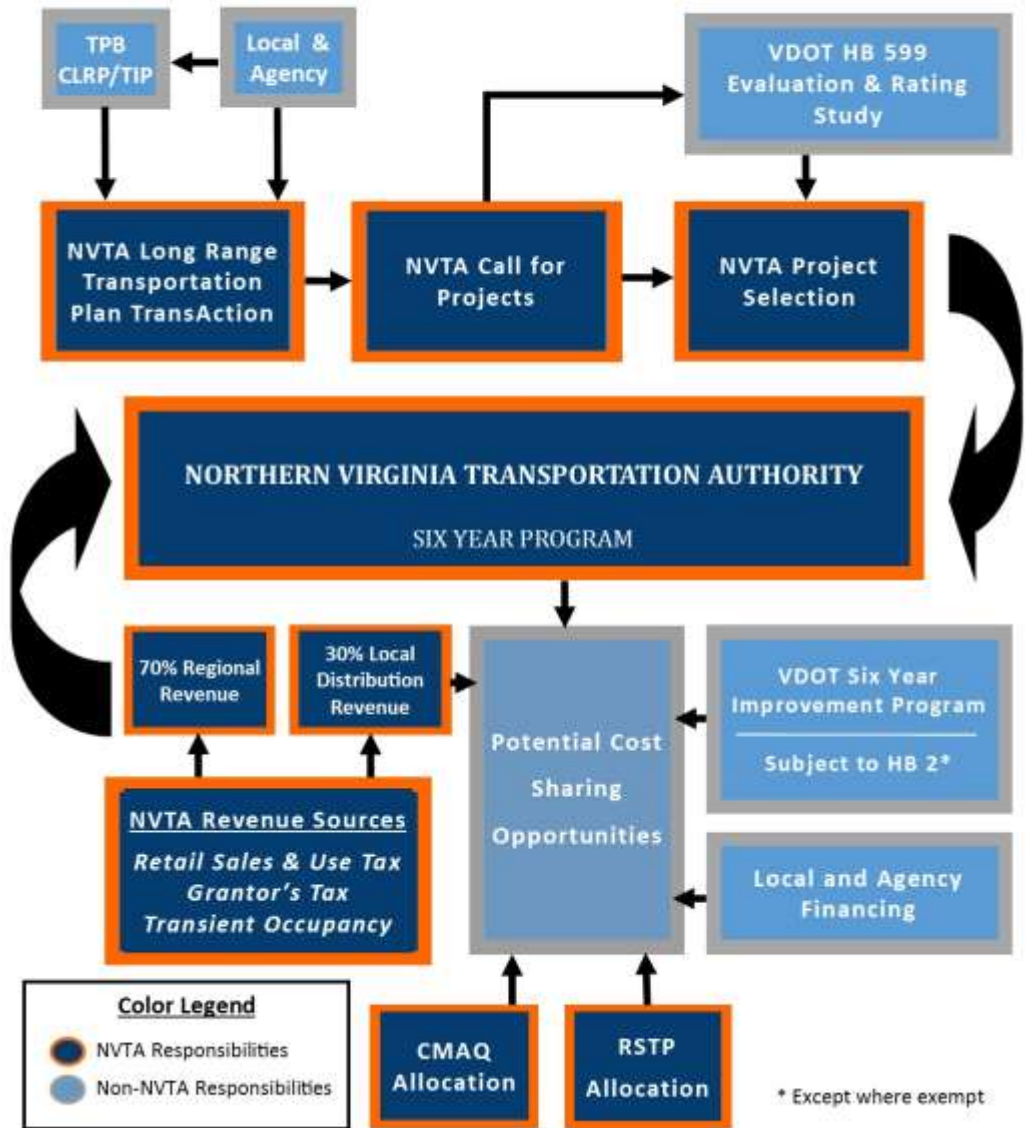 TPB
CLRP/TIP
Local &
Agency
VDOT HB 599
Evaluation & Rating
Study
NVTA Long Range
Transportation
Plan TransAction
NVTA Call for
Projects
NVTA Project
Selection
NORTHERN VIRGINIA TRANSPORTATION AUTHORITY
SIX YEAR PROGRAM
70% Regional
Revenue
30% Local
Distribution
Revenue
Potential Cost
Sharing
Opportunities
VDOT Six Year
Improvement Program
Subject to HB 2*
NVTA Revenue Sources
Retail Sales & Use Tax
Grantor's Tax
Transient Occupancy
Local and Agency
Financing
Color Legend
NVTA Responsibilities
Non-NVTA Responsibilities
CMAQ
Allocation
RSTP
Allocation
* Except where exempt